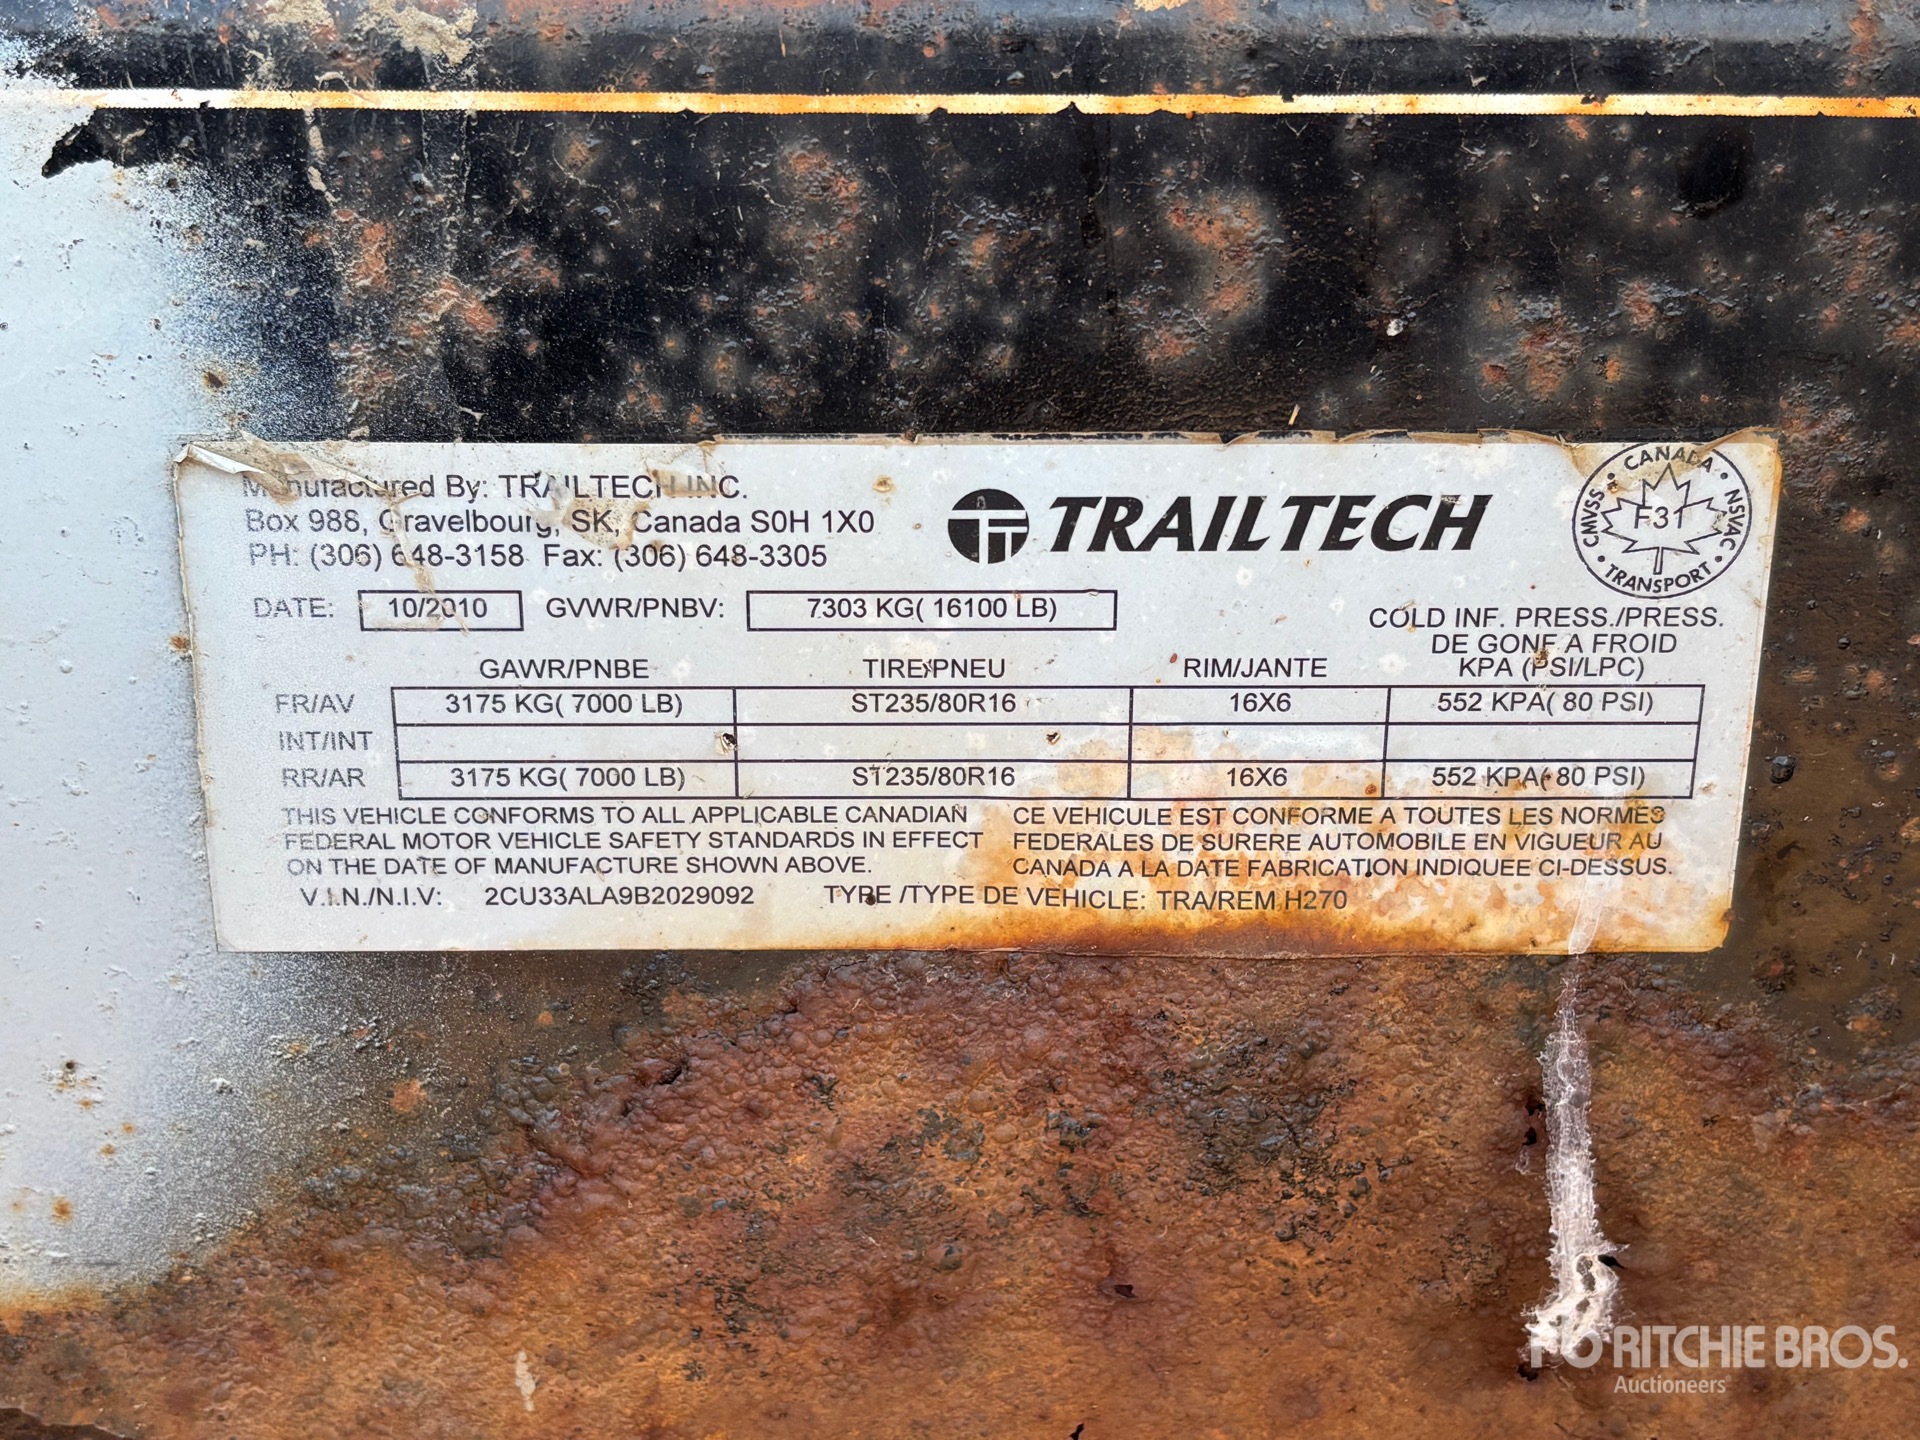 Manufactured By: TRAILTECH INC.
Box 988, Gravelbourg, SK, Canada S0H 1X0
PH: (306) 648-3158 Fax: (306) 648-3305
TRAILTECH
CANADA
CMVSS
NSVAC
F31
TRANSPORT
DATE: 10/2010 GVWR/PNBV: 7303 KG( 16100 LB)
COLD INF. PRESS./PRESS.
DE GONF A FROID
GAWR/PNBE TIRE/PNEU RIM/JANTE KPA (PSI/LPC)
FR/AV 3175 KG( 7000 LB) ST235/80R16 16X6 552 KPA( 80 PSI)
INT/INT
RR/AR 3175 KG( 7000 LB) ST235/80R16 16X6 552 KPA( 80 PSI)
THIS VEHICLE CONFORMS TO ALL APPLICABLE CANADIAN
FEDERAL MOTOR VEHICLE SAFETY STANDARDS IN EFFECT
ON THE DATE OF MANUFACTURE SHOWN ABOVE.
CE VEHICULE EST CONFORME A TOUTES LES NORMES
FEDERALES DE SURERE AUTOMOBILE EN VIGUEUR AU
CANADA A LA DATE FABRICATION INDIQUEE CI-DESSUS.
V.I.N./N.I.V: 2CU33ALA9B2029092 TYPE /TYPE DE VEHICLE: TRA/REM H270
RITCHIE BROS.
Auctioneers